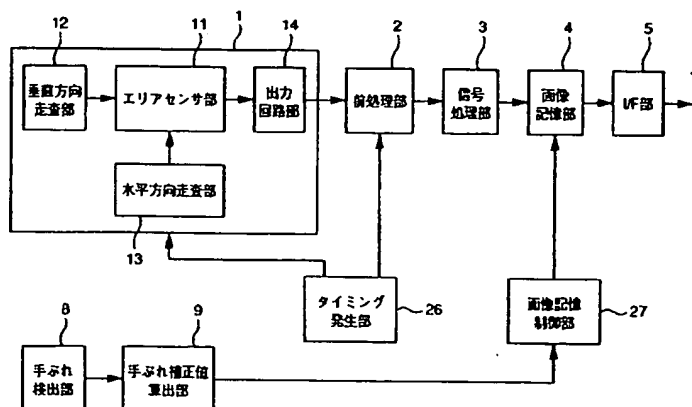 12
11
1
14
2
3
4
5
垂直方向
走査部
エリアセンサ部
出力
回路部
前処理部
信号
処理部
画像
記憶部
I/F部
水平方向走査部
13
タイミング
発生部
26
画像記憶
制御部
27
8
9
手ぶれ
検出部
手ぶれ補正値
算出部